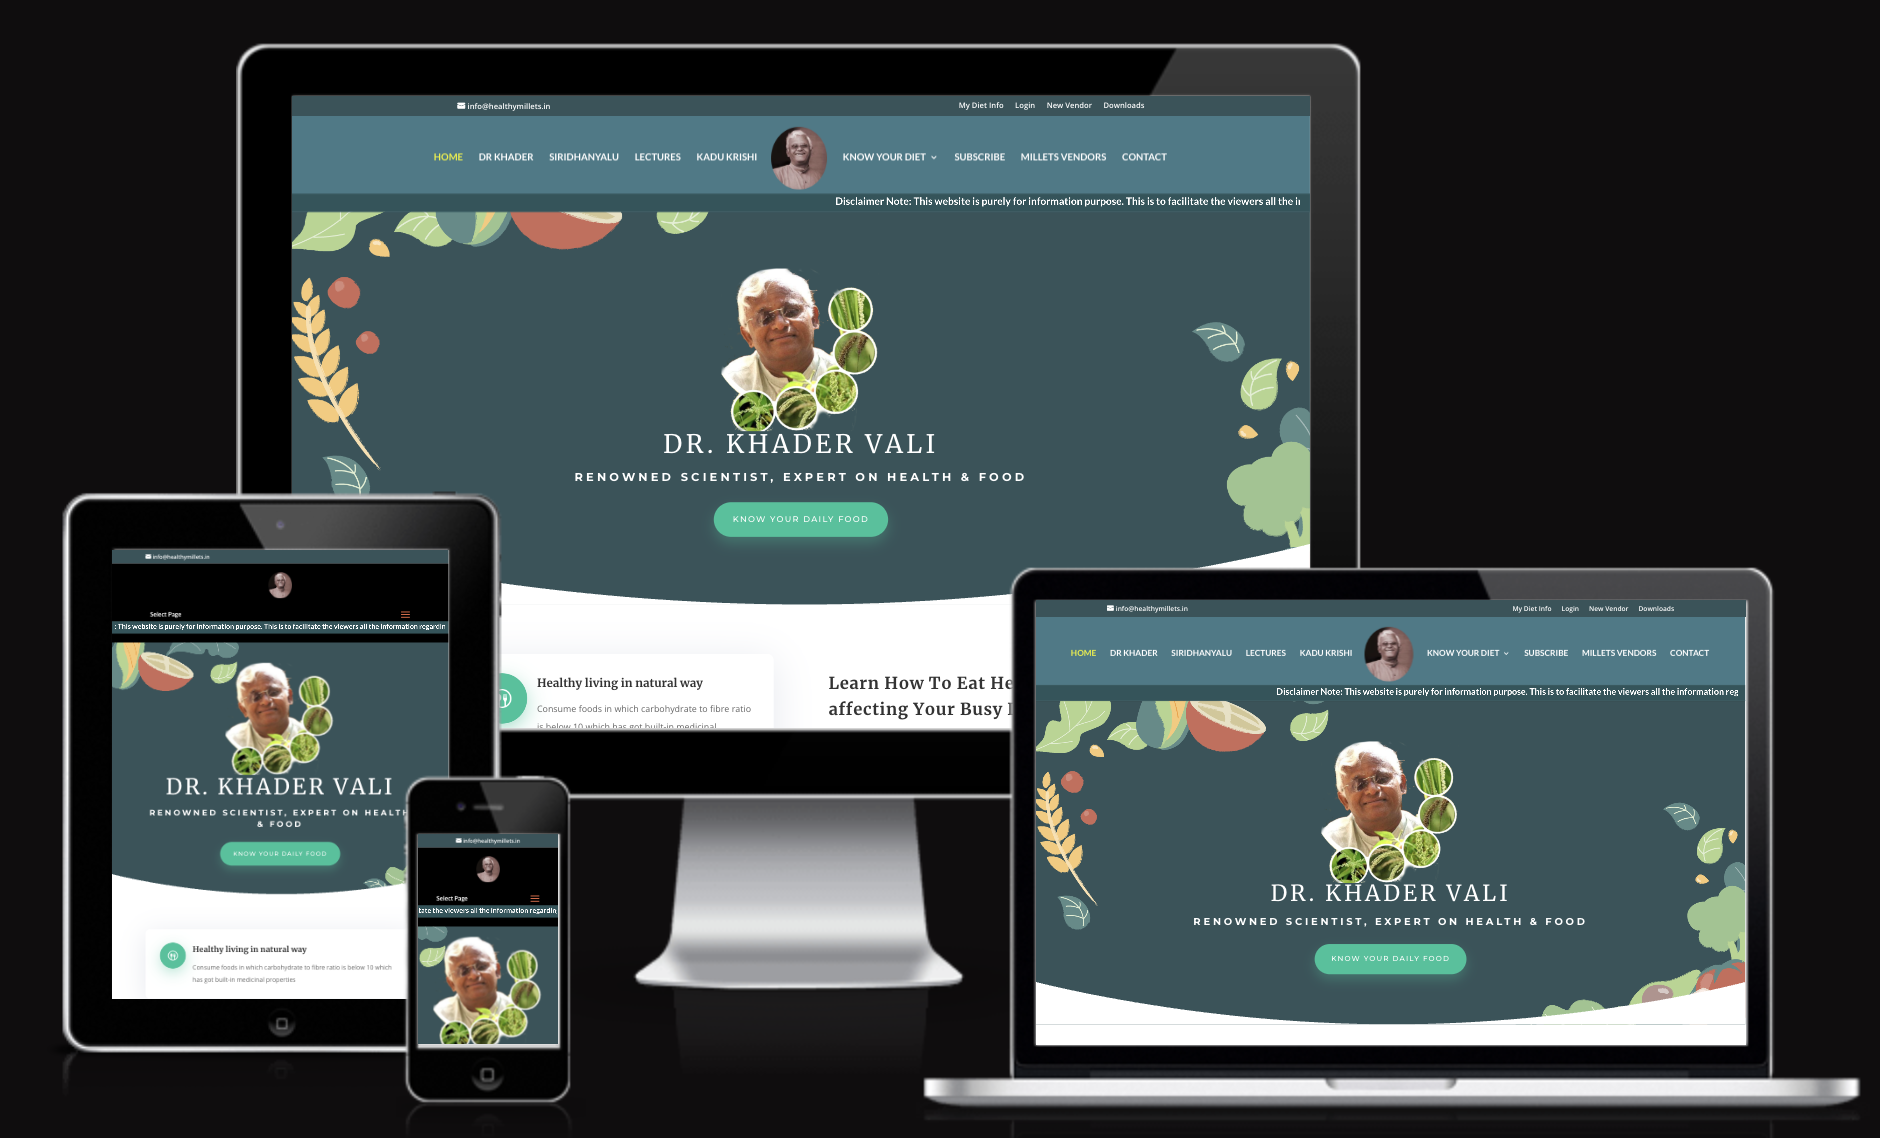 info@healthymillets.in
My Diet Info Login New Vendor Downloads
HOME DR KHADER SIRIDHANYALU LECTURES KADU KRISHI KNOW YOUR DIET SUBSCRIBE MILLETS VENDORS CONTACT
Disclaimer Note: This website is purely for information purpose. This is to facilitate the viewers all the
DR. KHADER VALI
RENOWNED SCIENTIST, EXPERT ON HEALTH & FOOD
KNOW YOUR DAILY FOOD
Healthy living in natural way
Consume foods in which carbohydrate to fibre ratio
is below 10 which has got built-in medicinal
Learn How To Eat He
affecting Your Busy
info@healthymillets.in
Select Page
: This website is purely for information purpose. This is to facilitate the viewers all the information regardin
DR. KHADER VALI
RENOWNED SCIENTIST, EXPERT ON HEALTH
& FOOD
KNOW YOUR DAILY FOOD
Healthy living in natural way
Consume foods in which carbohydrate to fibre ratio is below 10 which
has got built-in medicinal properties
info@healthymillets.in
Select Page
tate the viewers all the information regarding
info@healthymillets.in
My Diet Info Login New Vendor Downloads
HOME DR KHADER SIRIDHANYALU LECTURES KADU KRISHI KNOW YOUR DIET SUBSCRIBE MILLETS VENDORS CONTACT
Disclaimer Note: This website is purely for information purpose. This is to facilitate the viewers all the information reg
DR. KHADER VALI
RENOWNED SCIENTIST, EXPERT ON HEALTH & FOOD
KNOW YOUR DAILY FOOD